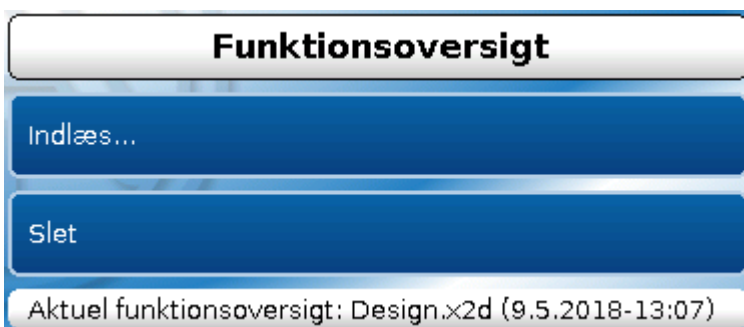 Funktionsoversigt
Indlæs...
Slet
Aktuel funktionsoversigt: Design.x2d (9.5.2018-13:07)